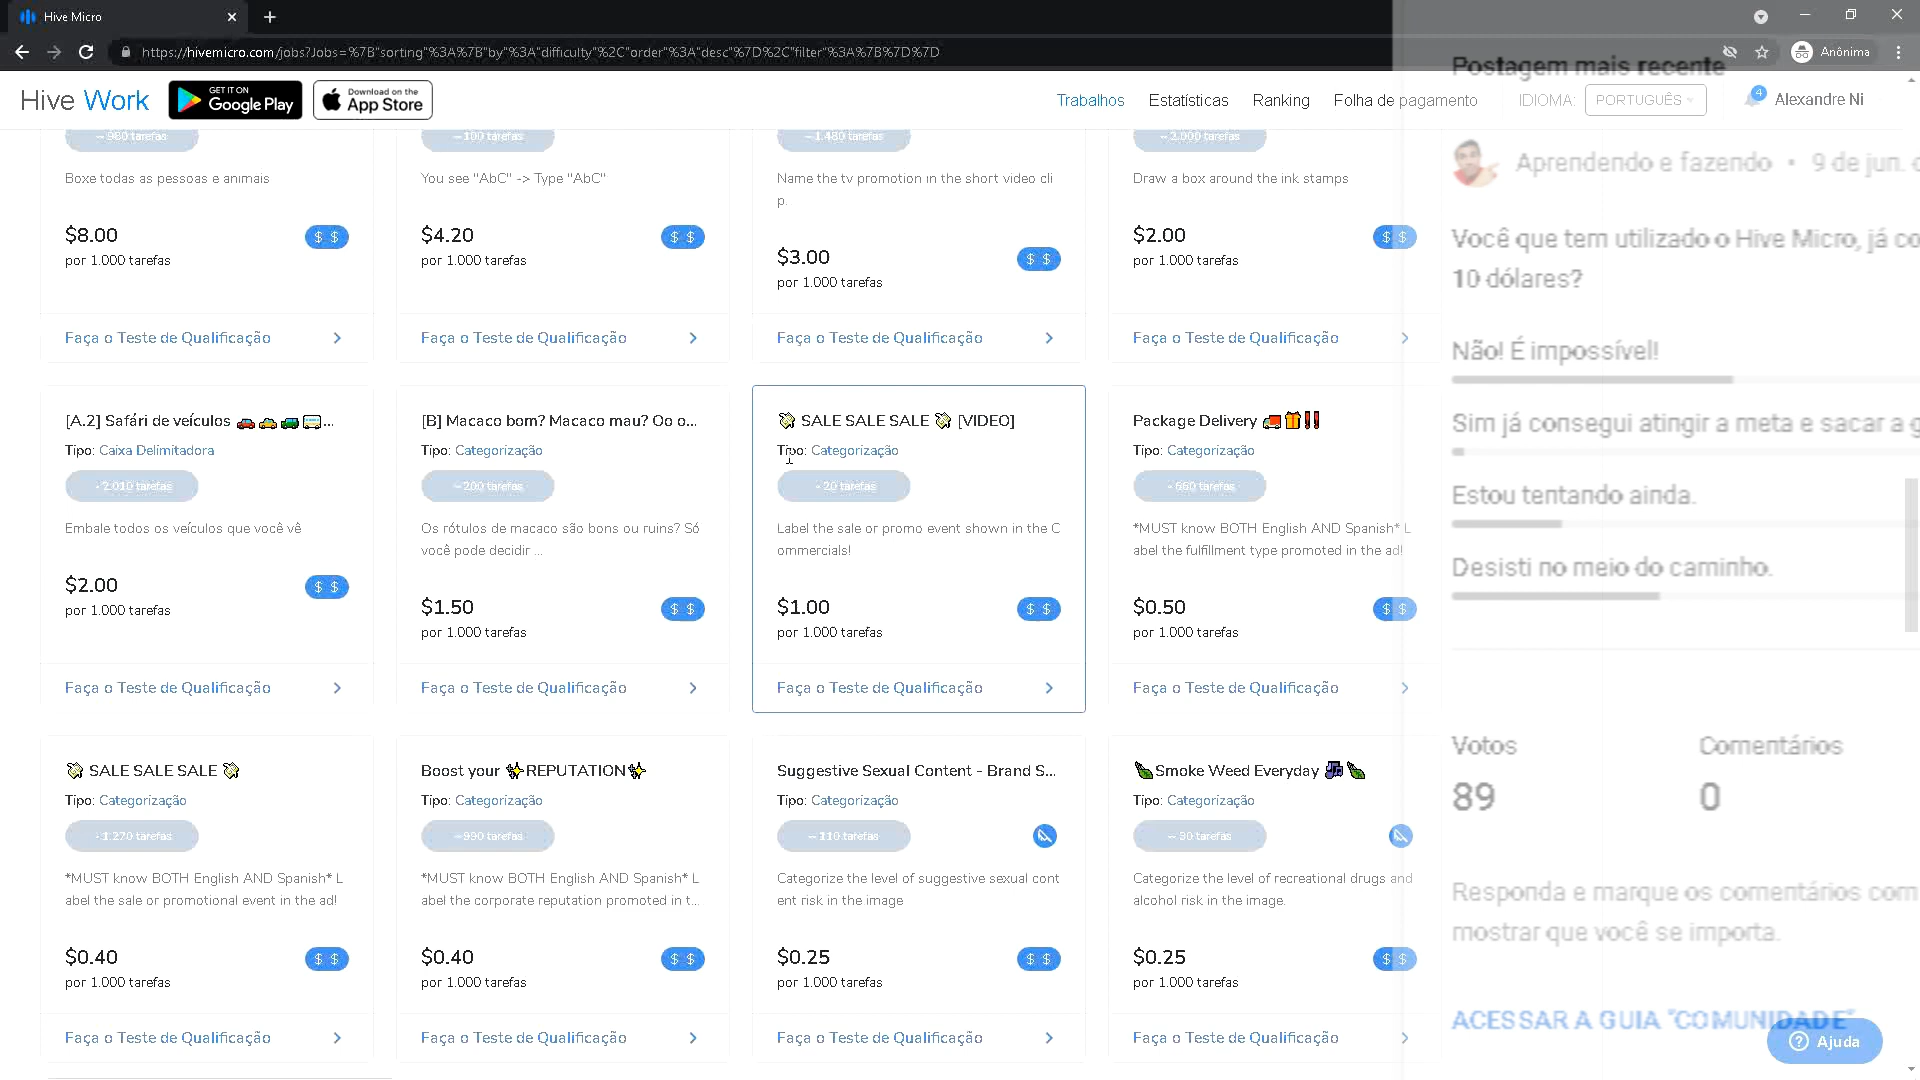 Hive Micro
https://hivemicro.com/jobs?Jobs=%7B"sorting"%3A%7B"by"%3A"difficulty"%2C"order"%3A"desc"%7D%2C"filter"%3A%7B%7D%7D
Anônima
Hive Work
GET IT ON
Google Play
Download on the
App Store
Trabalhos
Estatísticas
Ranking
Folha de pagamento
IDIOMA:
PORTUGUÊS
4
Alexandre Ni
~ 980 tarefas
~ 100 tarefas
~ 1.480 tarefas
~ 2.000 tarefas
Boxe todas as pessoas e animais
You see "AbC" -> Type "AbC"
Name the tv promotion in the short video cli
p.
Draw a box around the ink stamps
$8.00
por 1.000 tarefas
$ $
$4.20
por 1.000 tarefas
$ $
$3.00
por 1.000 tarefas
$ $
$2.00
por 1.000 tarefas
$ $
Faça o Teste de Qualificação
Faça o Teste de Qualificação
Faça o Teste de Qualificação
Faça o Teste de Qualificação
[A.2] Safári de veículos 🚗🚕🚙🚍...
Tipo: Caixa Delimitadora
~ 2.010 tarefas
Embale todos os veículos que você vê
$2.00
por 1.000 tarefas
$ $
Faça o Teste de Qualificação
[B] Macaco bom? Macaco mau? Oo o...
Tipo: Categorização
~ 200 tarefas
Os rótulos de macaco são bons ou ruins? Só
você pode decidir ...
$1.50
por 1.000 tarefas
$ $
Faça o Teste de Qualificação
💸 SALE SALE SALE 💸 [VIDEO]
Tipo: Categorização
~ 20 tarefas
Label the sale or promo event shown in the C
ommercials!
$1.00
por 1.000 tarefas
$ $
Faça o Teste de Qualificação
Package Delivery 🚚🎁‼️
Tipo: Categorização
~ 660 tarefas
*MUST know BOTH English AND Spanish* L
abel the fulfillment type promoted in the ad!
$0.50
por 1.000 tarefas
$ $
Faça o Teste de Qualificação
💸 SALE SALE SALE 💸
Tipo: Categorização
~ 1.270 tarefas
*MUST know BOTH English AND Spanish* L
abel the sale or promotional event in the ad!
$0.40
por 1.000 tarefas
$ $
Faça o Teste de Qualificação
Boost your ✨REPUTATION✨
Tipo: Categorização
~ 990 tarefas
*MUST know BOTH English AND Spanish* L
abel the corporate reputation promoted in t...
$0.40
por 1.000 tarefas
$ $
Faça o Teste de Qualificação
Suggestive Sexual Content - Brand S...
Tipo: Categorização
~ 110 tarefas
Categorize the level of suggestive sexual cont
ent risk in the image
$0.25
por 1.000 tarefas
$ $
Faça o Teste de Qualificação
🌿Smoke Weed Everyday 🎶🌿
Tipo: Categorização
~ 30 tarefas
Categorize the level of recreational drugs and
alcohol risk in the image.
$0.25
por 1.000 tarefas
$ $
Faça o Teste de Qualificação
Postagem mais recente
Aprendendo e fazendo • 9 de jun.
Você que tem utilizado o Hive Micro, já co
10 dólares?
Não! É impossível!
Sim já consegui atingir a meta e sacar a g
Estou tentando ainda.
Desisti no meio do caminho.
Votos
89
Comentários
0
Responda e marque os comentários com
mostrar que você se importa.
ACESSAR A GUIA "COMUNIDADE"
Ajuda